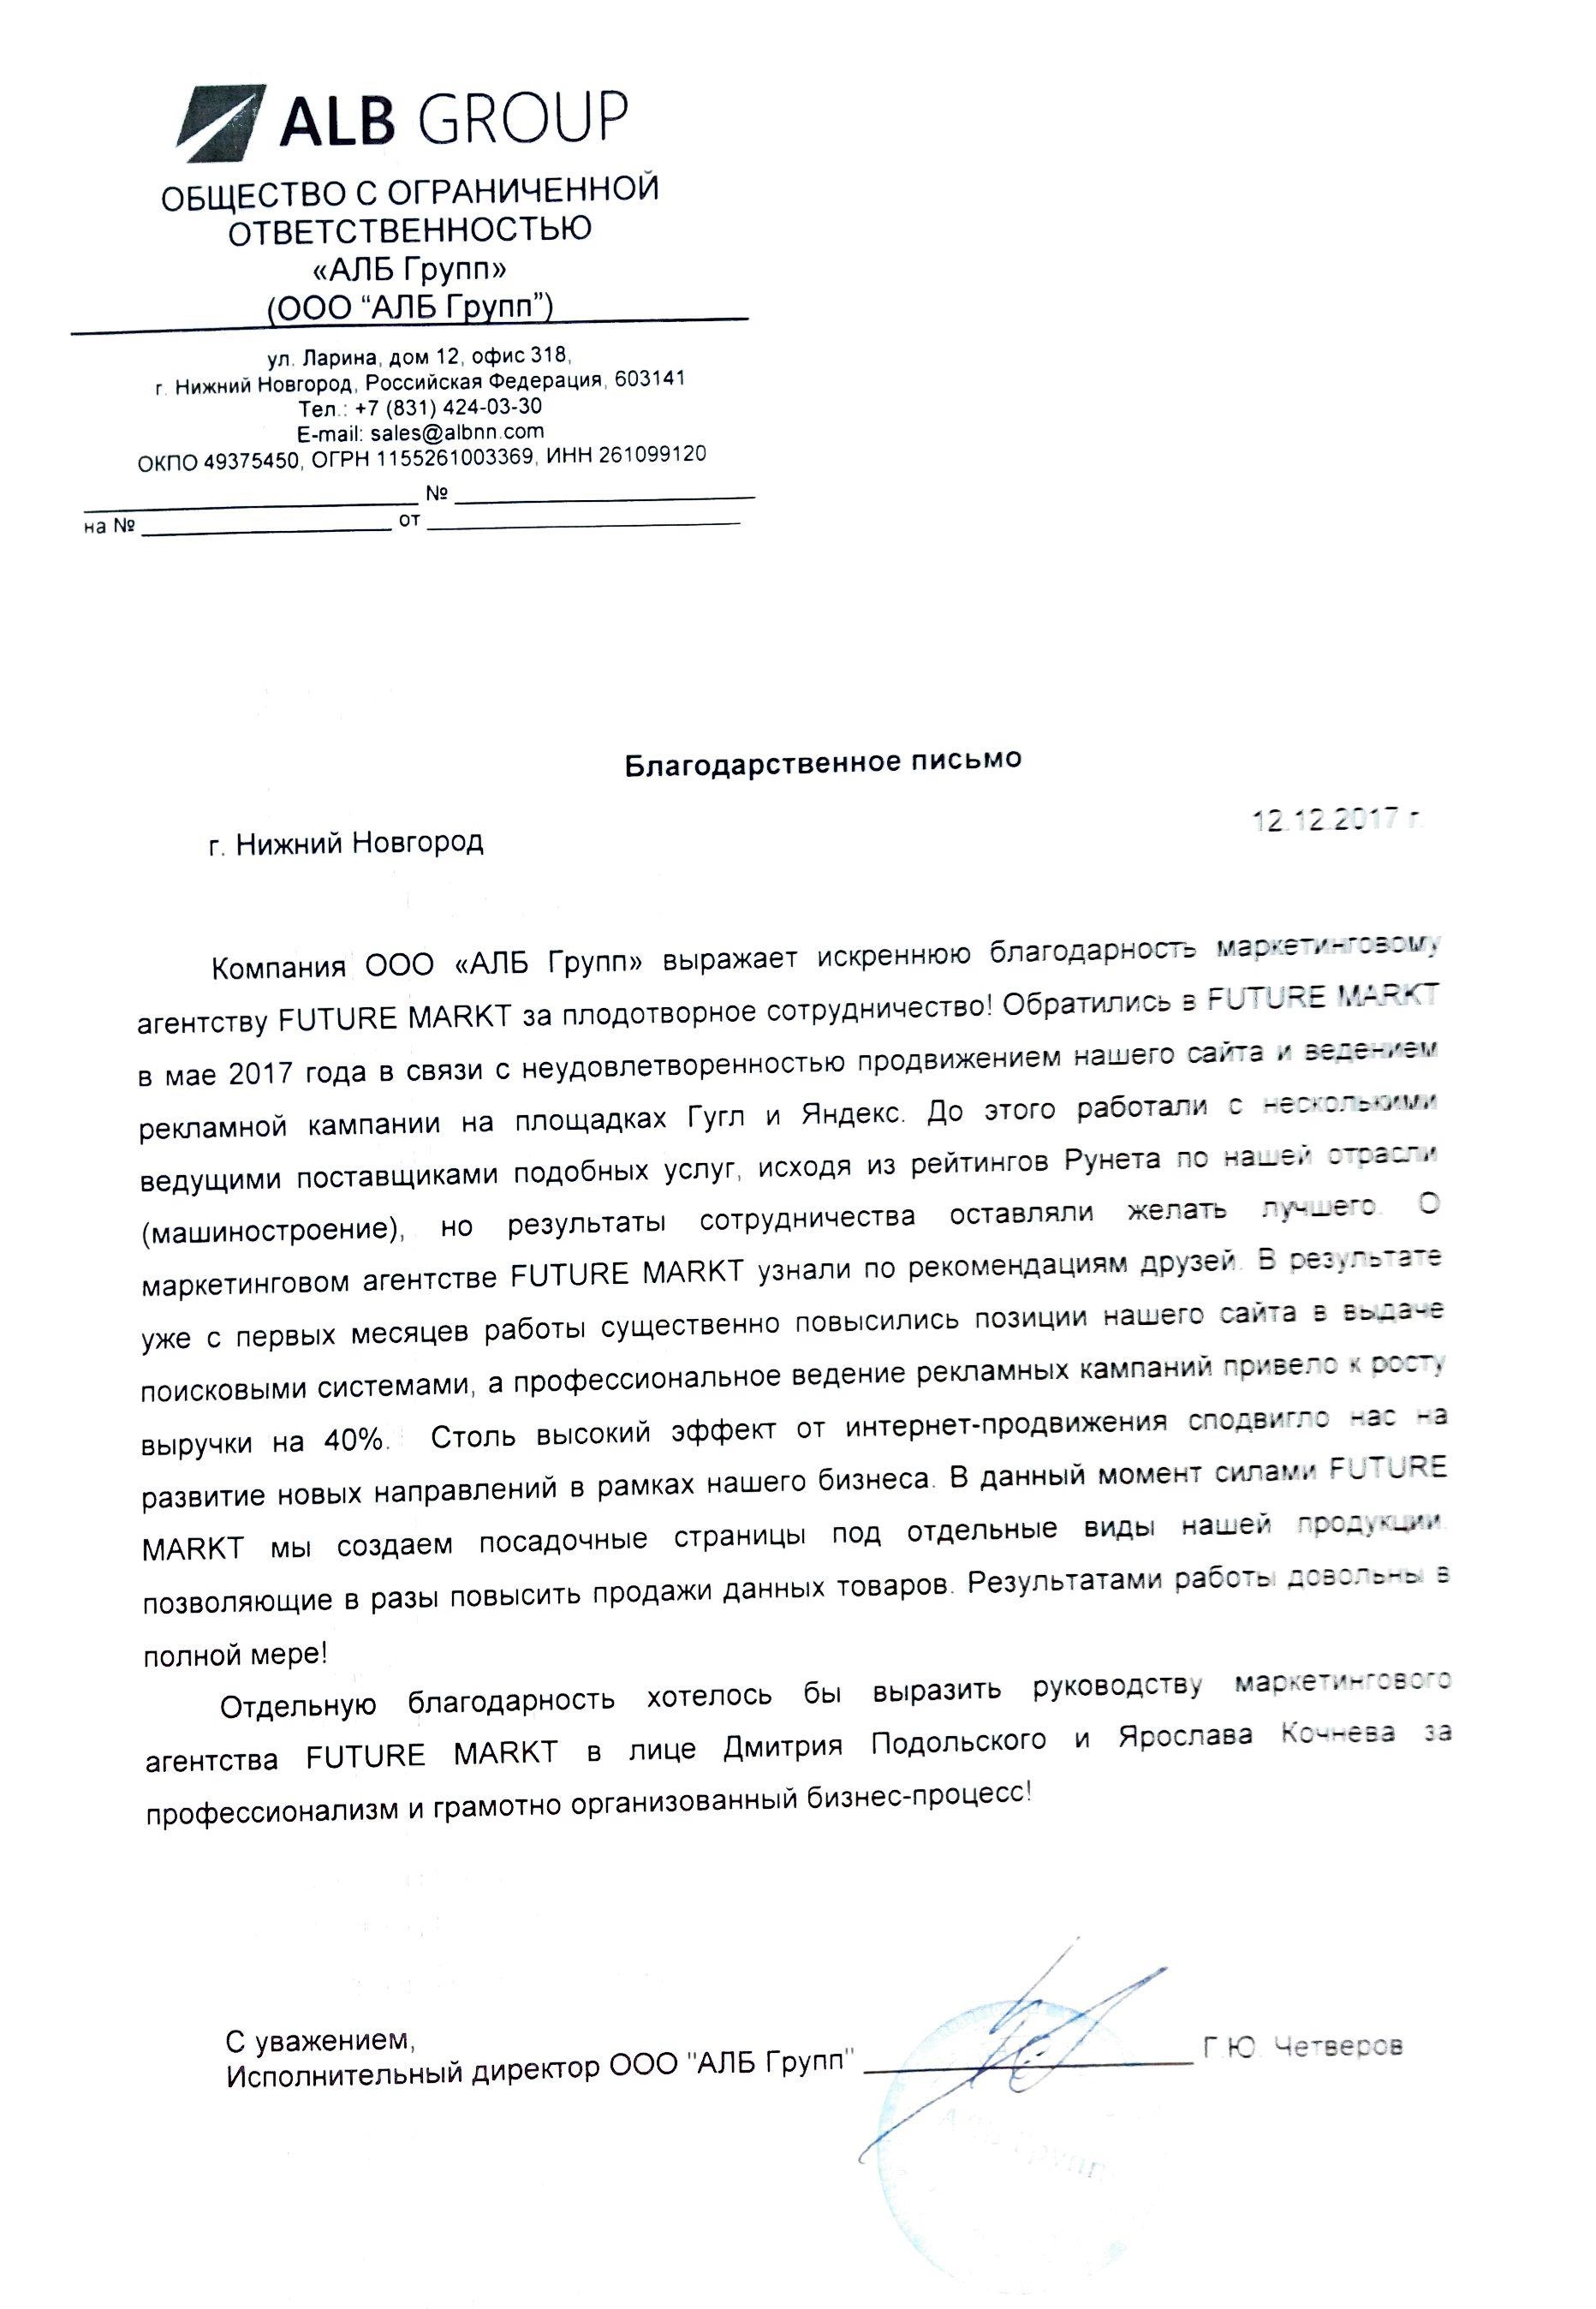 ALB GROUP
ОБЩЕСТВО С ОГРАНИЧЕННОЙ
ОТВЕТСТВЕННОСТЬЮ
«АЛБ Групп»
(ООО “АЛБ Групп”)
ул. Ларина, дом 12, офис 318,
г. Нижний Новгород, Российская Федерация, 603141
Тел.: +7 (831) 424-03-30
E-mail: sales@albnn.com
ОКПО 49375450, ОГРН 1155261003369, ИНН 261099120
№
на № от
Благодарственное письмо
г. Нижний Новгород 12.12.2017 г.
Компания ООО «АЛБ Групп» выражает искреннюю благодарность маркетинговому
агентству FUTURE MARKT за плодотворное сотрудничество! Обратились в FUTURE MARKT
в мае 2017 года в связи с неудовлетворенностью продвижением нашего сайта и ведением
рекламной кампании на площадках Гугл и Яндекс. До этого работали с несколькими
ведущими поставщиками подобных услуг, исходя из рейтингов Рунета по нашей отрасли
(машиностроение), но результаты сотрудничества оставляли желать лучшего. О
маркетинговом агентстве FUTURE MARKT узнали по рекомендациям друзей. В результате
уже с первых месяцев работы существенно повысились позиции нашего сайта в выдаче
поисковыми системами, а профессиональное ведение рекламных кампаний привело к росту
выручки на 40%. Столь высокий эффект от интернет-продвижения сподвигло нас на
развитие новых направлений в рамках нашего бизнеса. В данный момент силами FUTURE
MARKT мы создаем посадочные страницы под отдельные виды нашей продукции,
позволяющие в разы повысить продажи данных товаров. Результатами работы довольны в
полной мере!
Отдельную благодарность хотелось бы выразить руководству маркетингового
агентства FUTURE MARKT в лице Дмитрия Подольского и Ярослава Кочнева за
профессионализм и грамотно организованный бизнес-процесс!
С уважением,
Исполнительный директор ООО "АЛБ Групп" Г.Ю. Четверов